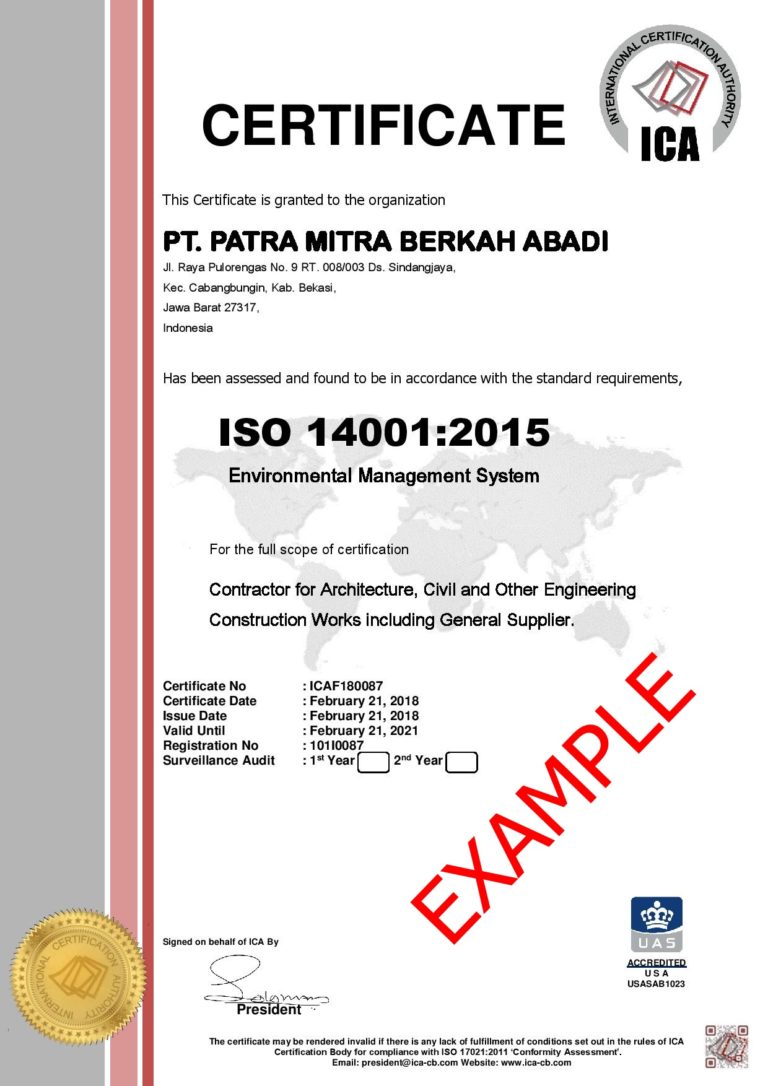 INTERNATIONAL CERTIFICATION AUTHORITY
ICA
CERTIFICATE
This Certificate is granted to the organization
PT. PATRA MITRA BERKAH ABADI
Jl. Raya Pulorengas No. 9 RT. 008/003 Ds. Sindangjaya,
Kec. Cabangbungin, Kab. Bekasi,
Jawa Barat 27317,
Indonesia
Has been assessed and found to be in accordance with the standard requirements,
ISO 14001:2015
Environmental Management System
For the full scope of certification
Contractor for Architecture, Civil and Other Engineering
Construction Works including General Supplier.
Certificate No : ICAF180087
Certificate Date : February 21, 2018
Issue Date : February 21, 2018
Valid Until : February 21, 2021
Registration No : 101I0087
Surveillance Audit : 1st Year 2nd Year
EXAMPLE
INTERNATIONAL CERTIFICATION AUTHORITY
Signed on behalf of ICA By
President
UAS
ACCREDITED
U S A
USASAB1023
The certificate may be rendered invalid if there is any lack of fulfillment of conditions set out in the rules of ICA
Certification Body for compliance with ISO 17021:2011 ‘Conformity Assessment’.
Email: president@ica-cb.com Website: www.ica-cb.com